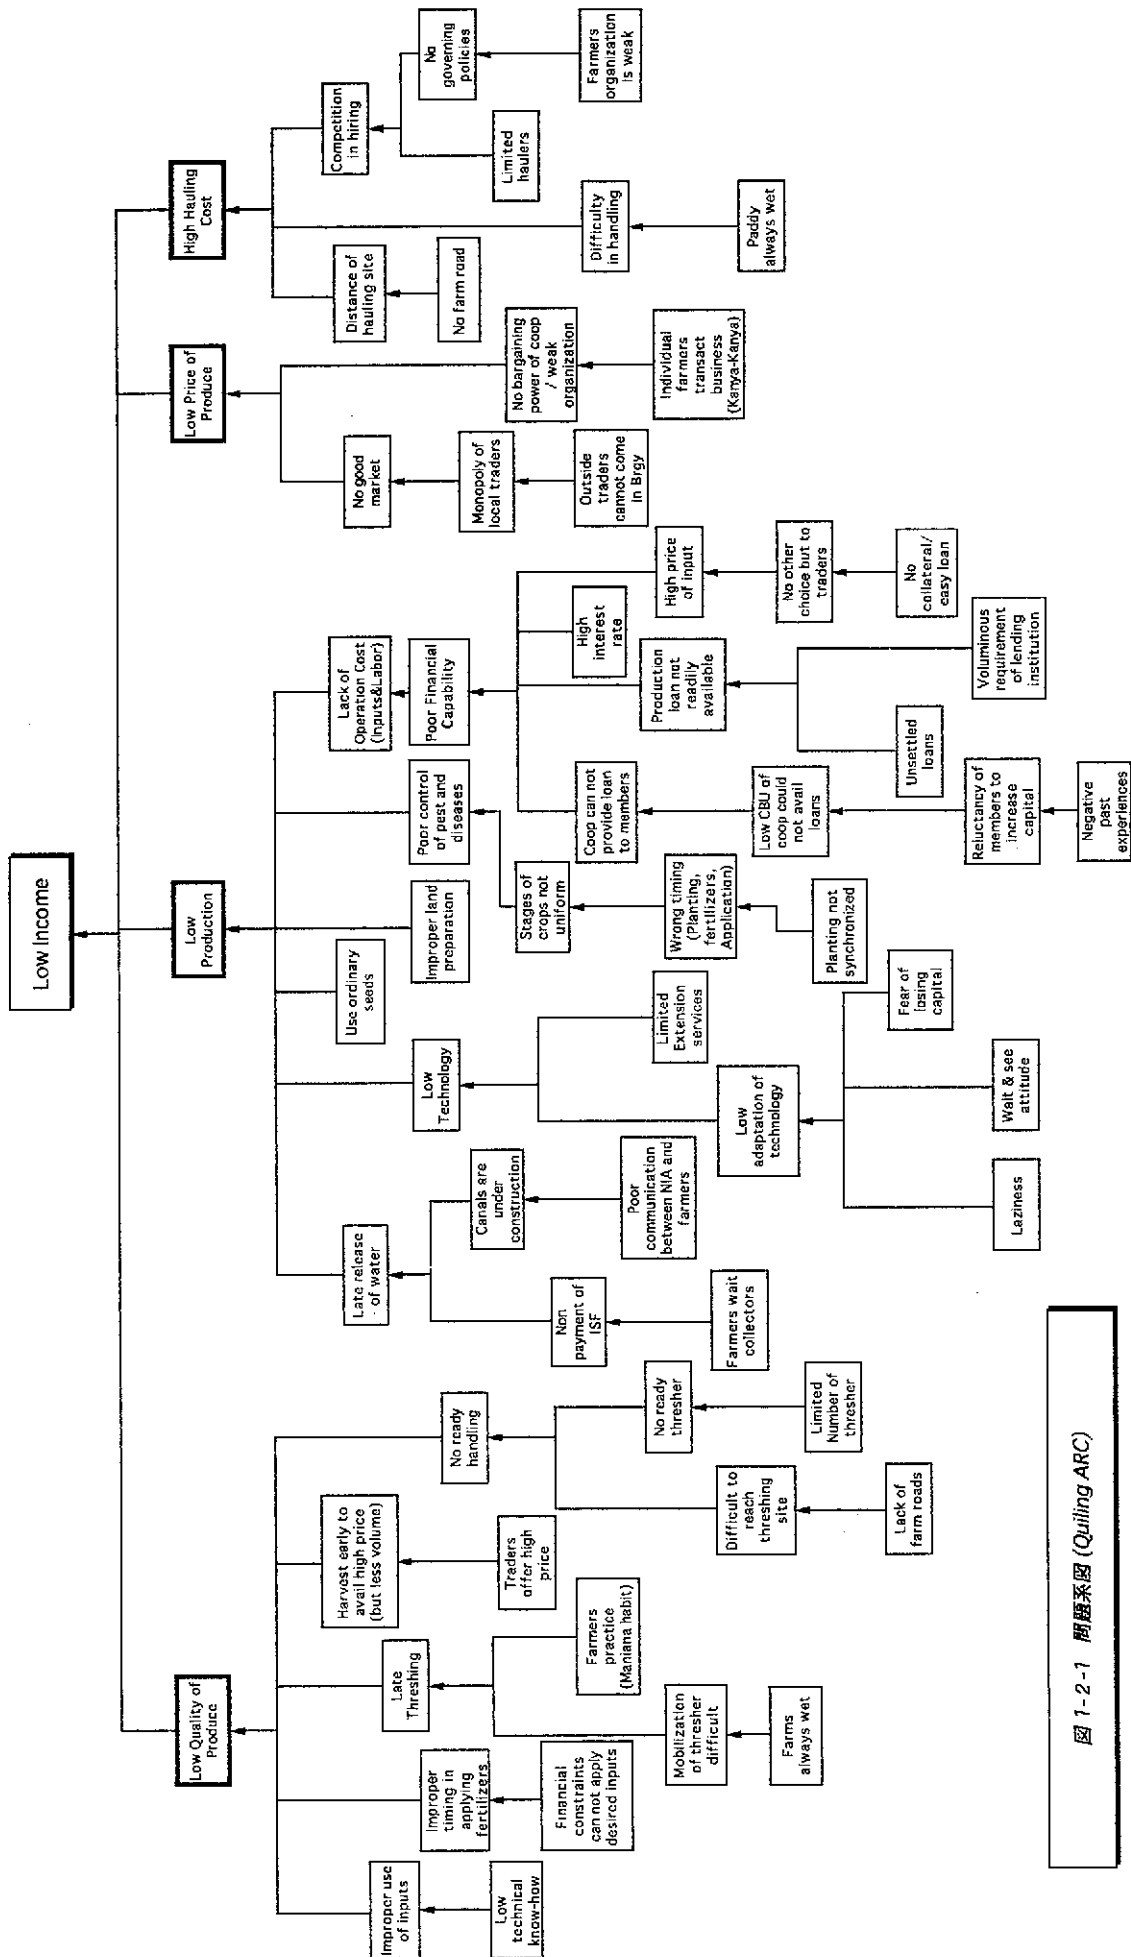 Low Income
Low Quality of
Produce
Low
Production
Low Price of
Produce
High Hauling
Cost
Improper use
of inputs
Low
technical
know-how
Improper
timing in
applying
fertilizers
Financial
constraints
can not apply
desired inputs
Late
Threshing
Mobilization
of thresher
difficult
Farms
always wet
Farmers
practice
(Maniana habit)
Harvest early to
avail high price
(but less volume)
Traders
offer high
price
No ready
handling
Difficult to
reach
threshing
site
Lack of
farm roads
No ready
thresher
Limited
Number of
thresher
Late release
of water
Non
payment of
ISF
Farmers wait
collectors
Canals are
under
construction
Poor
communication
between NIA and
farmers
Low
Technology
Low
adaptation of
technology
Laziness
Wait & see
attitude
Fear of
losing
capital
Limited
Extension
services
Use ordinary
seeds
Improper land
preparation
Poor control
of pest and
diseases
Stages of
crops not
uniform
Wrong timing
(Planting,
fertilizers,
Application)
Planting not
synchronized
Lack of
Operation Cost
(Inputs&Labor)
Poor Financial
Capability
Coop can not
provide loan
to members
Low CBU of
coop could
not avail
loans
Reluctancy of
members to
increase
capital
Negative
past
experiences
Production
loan not
readily
available
Unsettled
loans
Voluminous
requirement
of lending
institution
High
interest
rate
High price
of input
No other
choice but to
traders
No
collateral/
easy loan
No good
market
Monopoly of
local traders
Outside
traders
cannot come
in Brgy
No bargaining
power of coop
/ weak
organization
Individual
farmers
transact
business
(Kanya-Kanya)
Distance of
hauling site
No farm road
Difficulty
in handling
Paddy
always wet
Competition
in hiring
Limited
haulers
No
governing
policies
Farmers
organization
is weak
図 1-2-1 問題系図 (Quiling ARC)